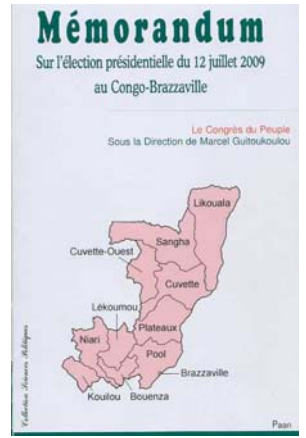 Mémorandum
Sur l'élection présidentielle du 12 juillet 2009
au Congo-Brazzaville
Le Congrès du Peuple
Sous la Direction de Marcel Guitoukoulou
Likouala
Sangha
Cuvette-Ouest
Cuvette
Lékoumou
Plateaux
Niari
Pool
Brazzaville
Kouilou
Bouenza
Collection Sciences Politiques
Paari